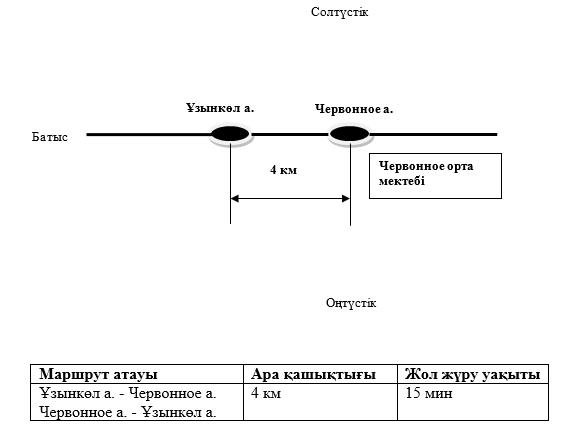 Солтүстік
Ұзынкөл а. Червонное а.
Батыс
4 км
Червонное орта
мектебі
Оңтүстік
Маршрут атауы Ара қашықтығы Жол жүру уақыты
Ұзынкөл а. - Червонное а. 4 км 15 мин
Червонное а. - Ұзынкөл а.